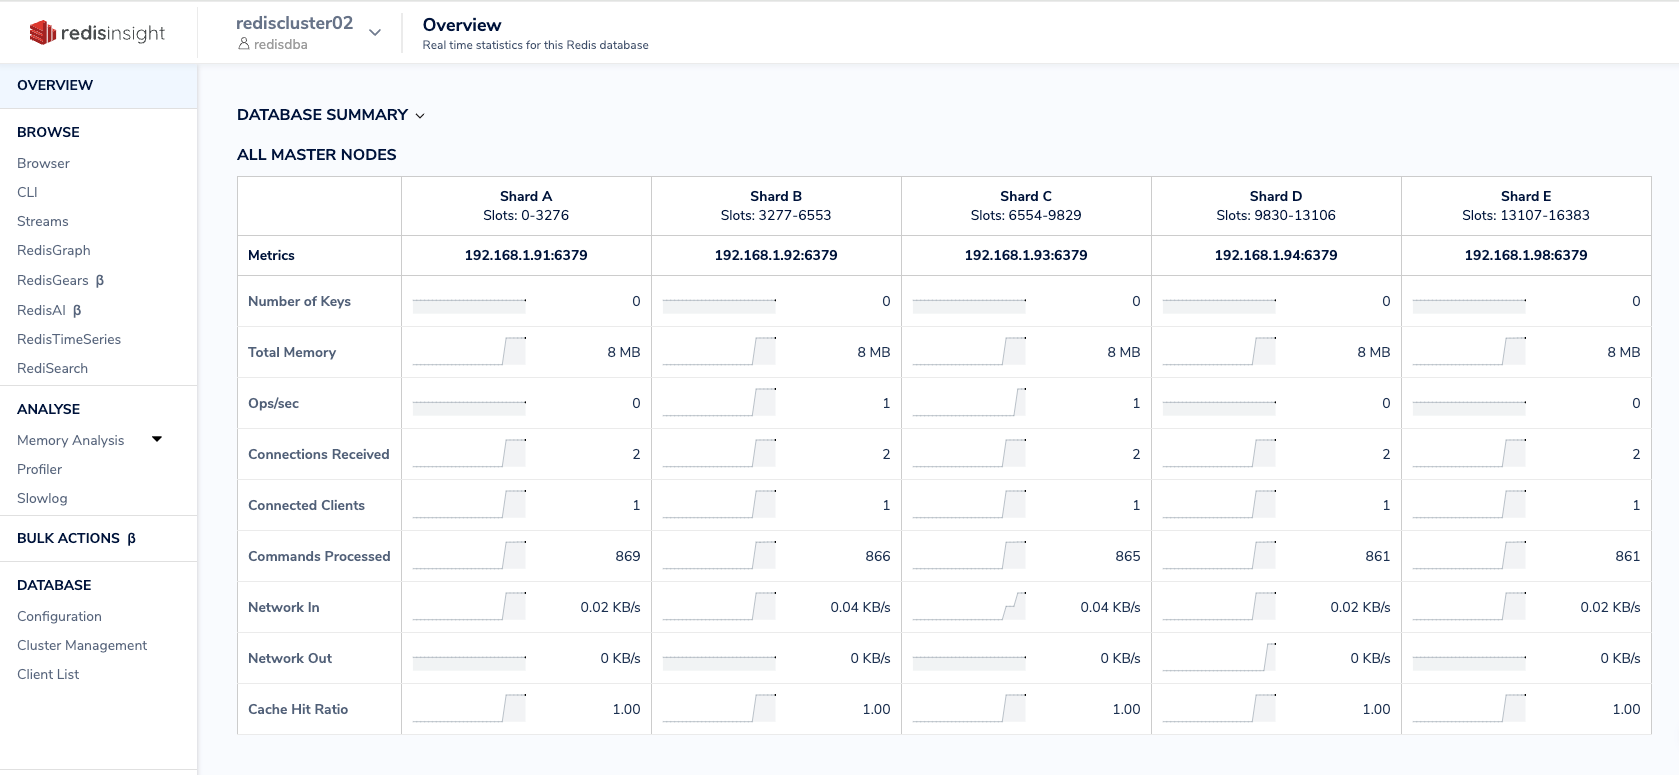 redisinsight
rediscluster02
redisdba
Overview
Real time statistics for this Redis database
OVERVIEW
BROWSE
Browser
CLI
Streams
RedisGraph
RedisGears β
RedisAI β
RedisTimeSeries
RediSearch
ANALYSE
Memory Analysis
Profiler
Slowlog
BULK ACTIONS β
DATABASE
Configuration
Cluster Management
Client List
DATABASE SUMMARY
ALL MASTER NODES
Shard A Shard B Shard C Shard D Shard E
Slots: 0-3276 Slots: 3277-6553 Slots: 6554-9829 Slots: 9830-13106 Slots: 13107-16383
Metrics 192.168.1.91:6379 192.168.1.92:6379 192.168.1.93:6379 192.168.1.94:6379 192.168.1.98:6379
Number of Keys 0 0 0 0 0
Total Memory 8 MB 8 MB 8 MB 8 MB 8 MB
Ops/sec 0 1 1 0 0
Connections Received 2 2 2 2 2
Connected Clients 1 1 1 1 1
Commands Processed 869 866 865 861 861
Network In 0.02 KB/s 0.04 KB/s 0.04 KB/s 0.02 KB/s 0.02 KB/s
Network Out 0 KB/s 0 KB/s 0 KB/s 0 KB/s 0 KB/s
Cache Hit Ratio 1.00 1.00 1.00 1.00 1.00